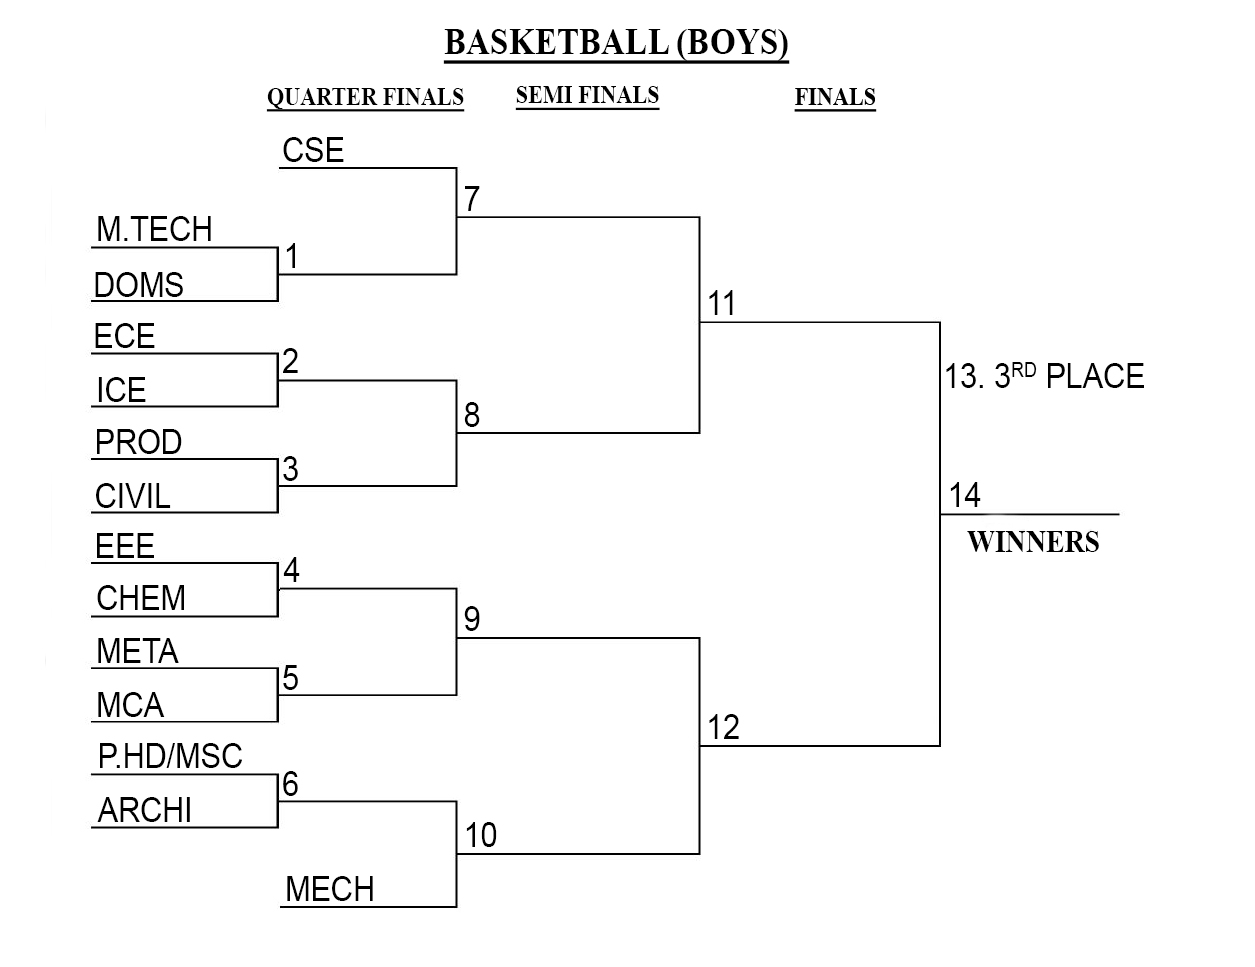 BASKETBALL (BOYS)
QUARTER FINALS
SEMI FINALS
FINALS
CSE
7
M.TECH
1
DOMS
11
ECE
2
ICE
13. 3RD PLACE
8
PROD
3
CIVIL
14
WINNERS
EEE
4
CHEM
9
META
5
MCA
12
P.HD/MSC
6
ARCHI
10
MECH